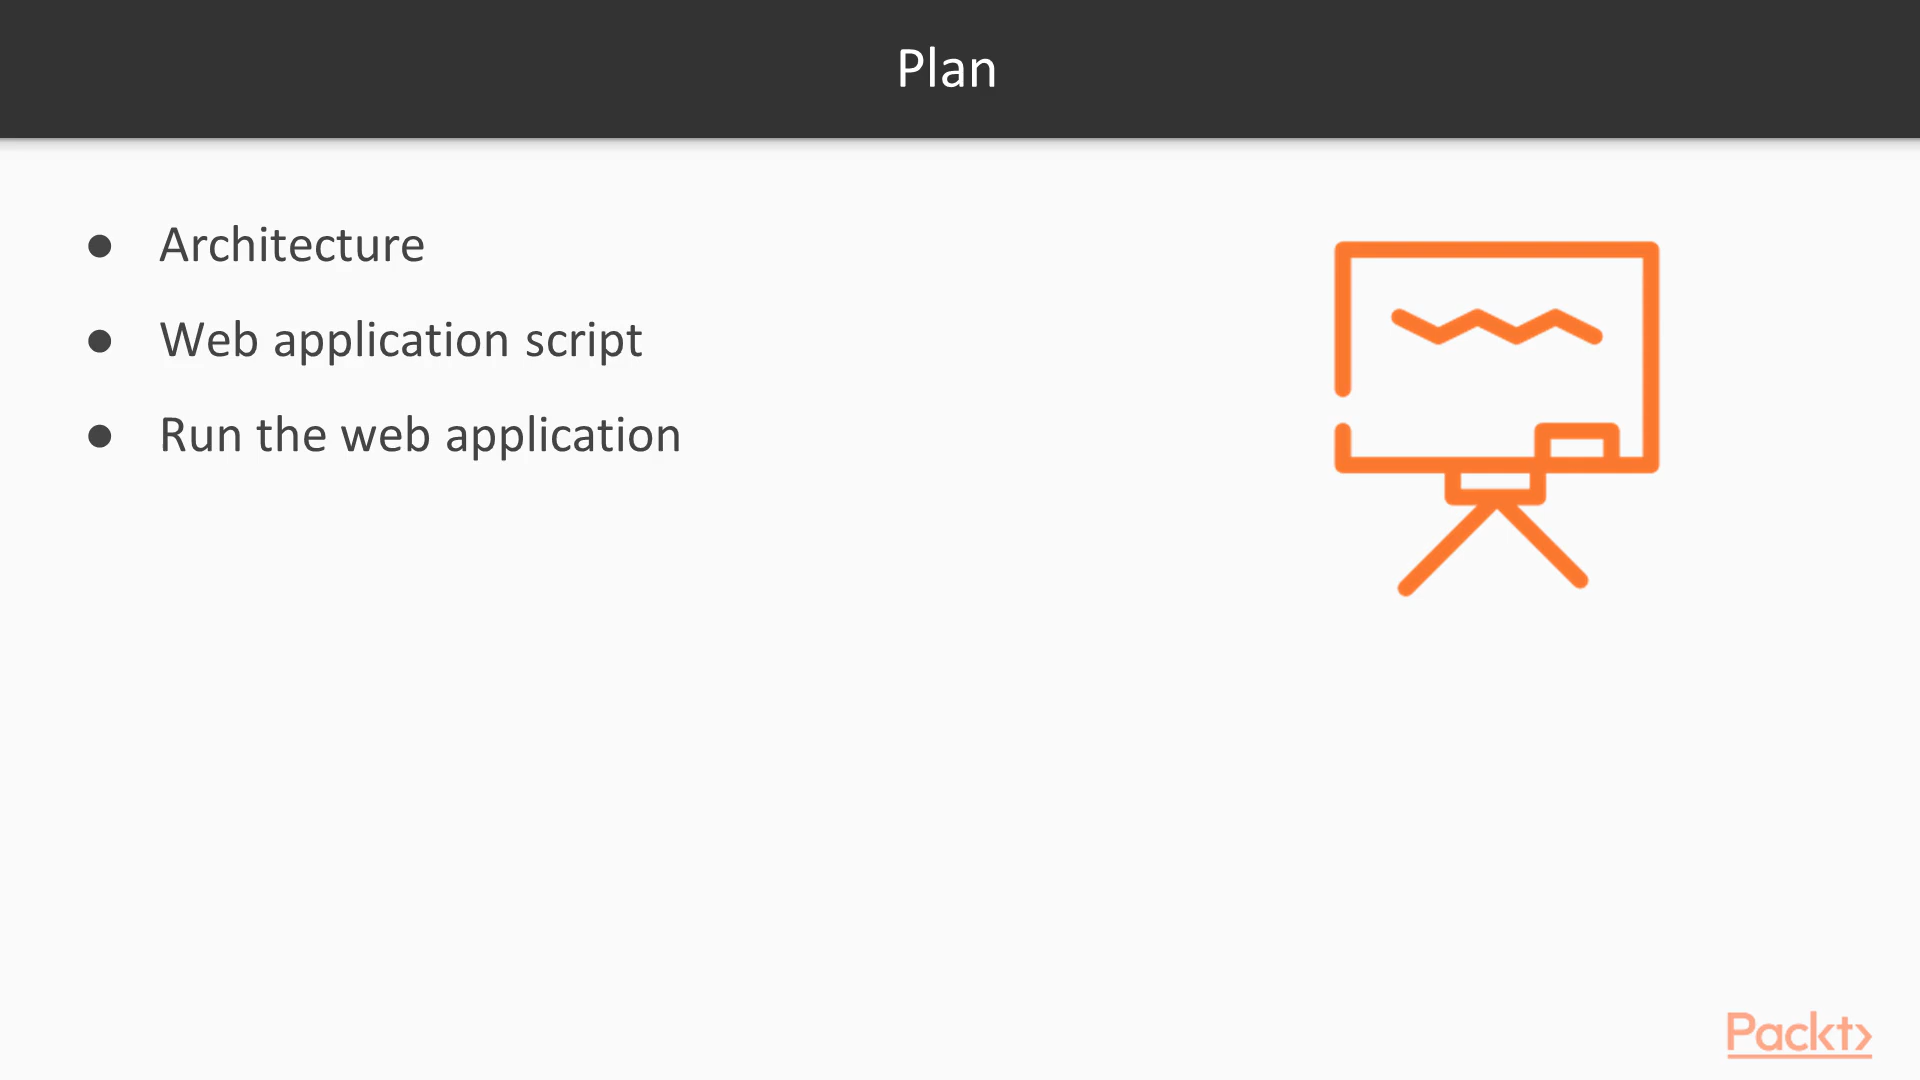 Plan
● Architecture
● Web application script
● Run the web application
Packt>